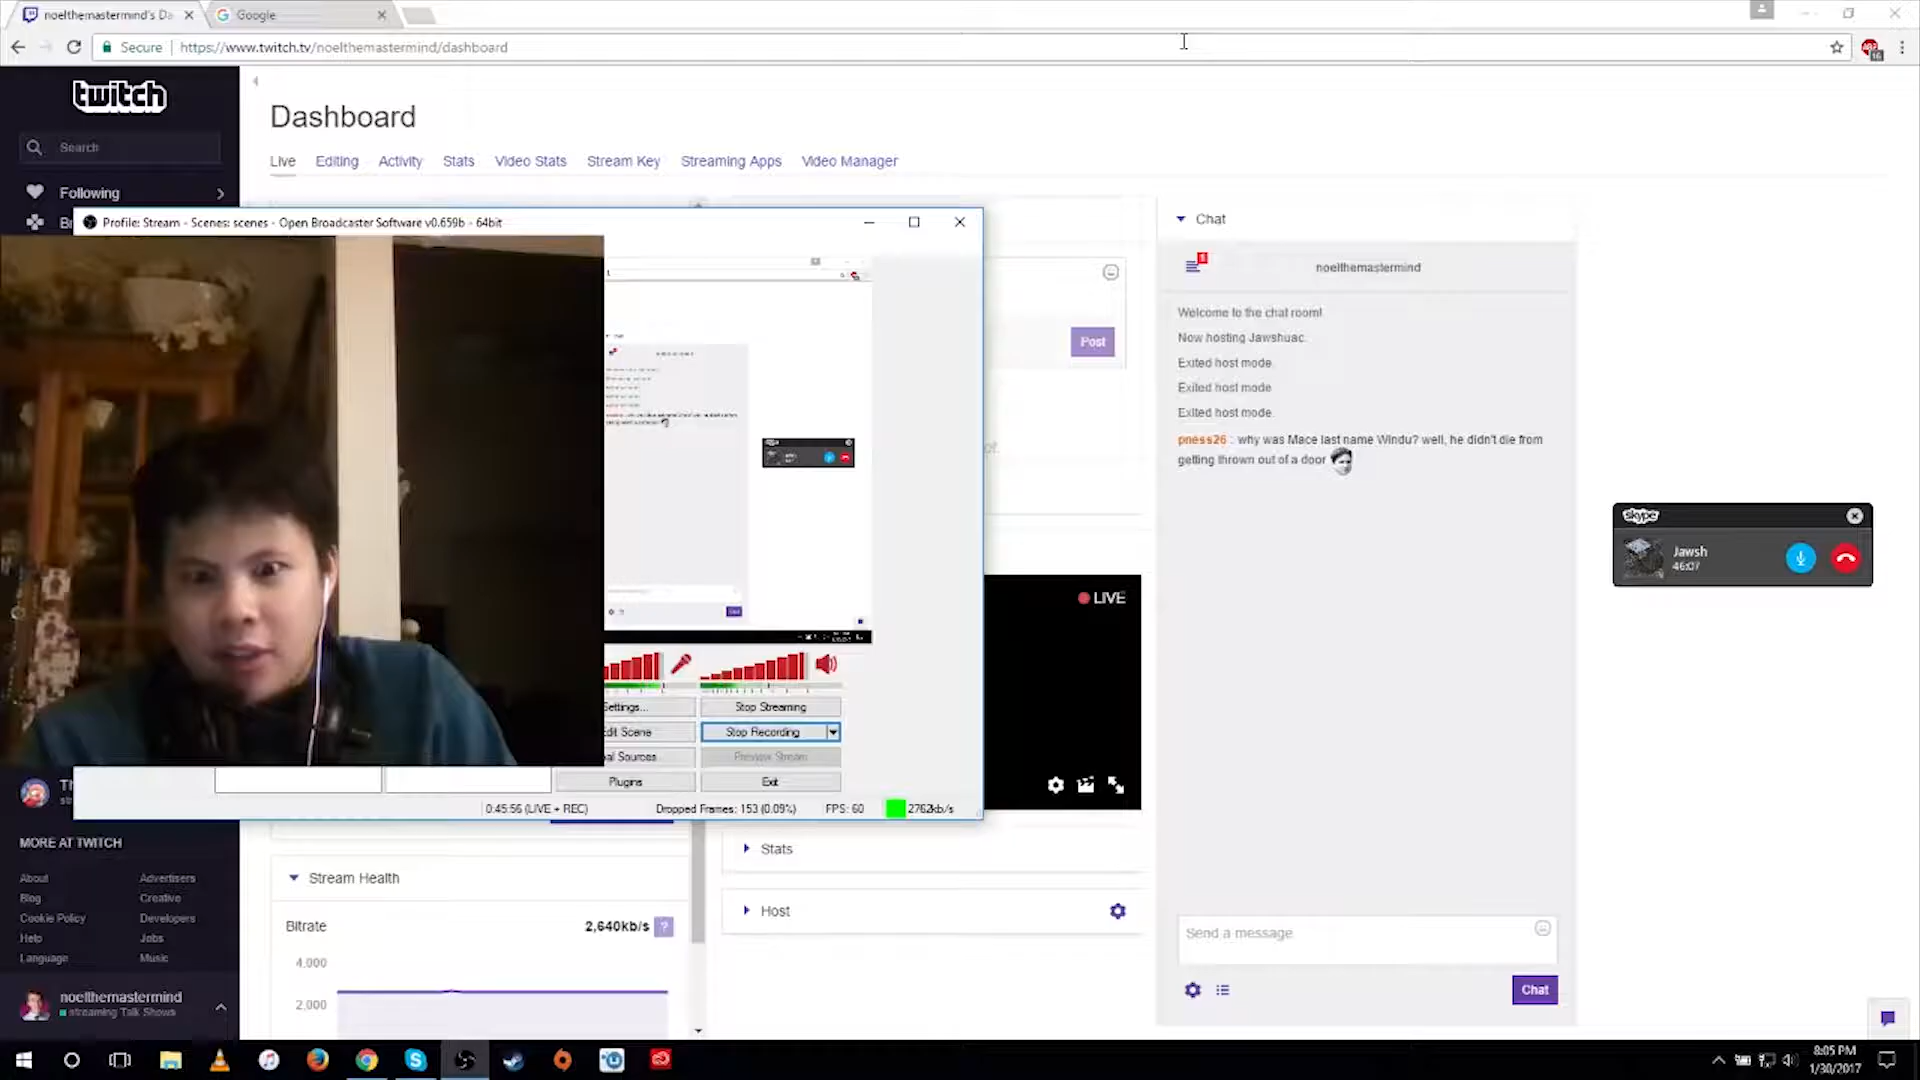 noelthemastermind's Da
Google
Secure
https://www.twitch.tv/noelthemastermind/dashboard
twitch
Search
Following
Dashboard
Live Editing Activity Stats Video Stats Stream Key Streaming Apps Video Manager
Profile: Stream - Scenes: scenes - Open Broadcaster Software v0.659b - 64bit
Post
Stop Streaming
Stop Recording
Preview Stream
Plugins
Exit
0:45:56 (LIVE + REC)
Dropped Frames: 153 (0.09%)
FPS: 60
2762kb/s
LIVE
Chat
1
noelthemastermind
Welcome to the chat room!
Now hosting Jawshuac.
Exited host mode.
Exited host mode.
Exited host mode.
pness26 : why was Mace last name Windu? well, he didn't die from
getting thrown out of a door
skype
Jawsh
46:07
MORE AT TWITCH
About Advertisers
Blog Creative
Cookie Policy Developers
Help Jobs
Language Music
noelthemastermind
streaming Talk Shows
Stream Health
Bitrate
2,640kb/s ?
4,000
2,000
Stats
Host
Send a message
Chat
8:05 PM
1/30/2017